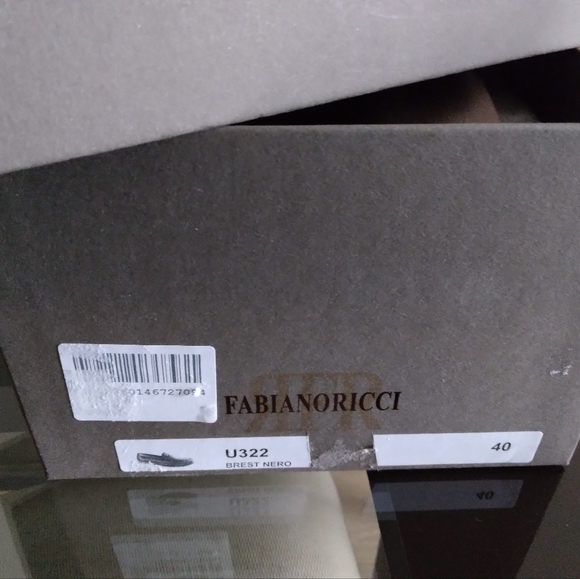 FABIANORICCI
U322
BREST NERO
40